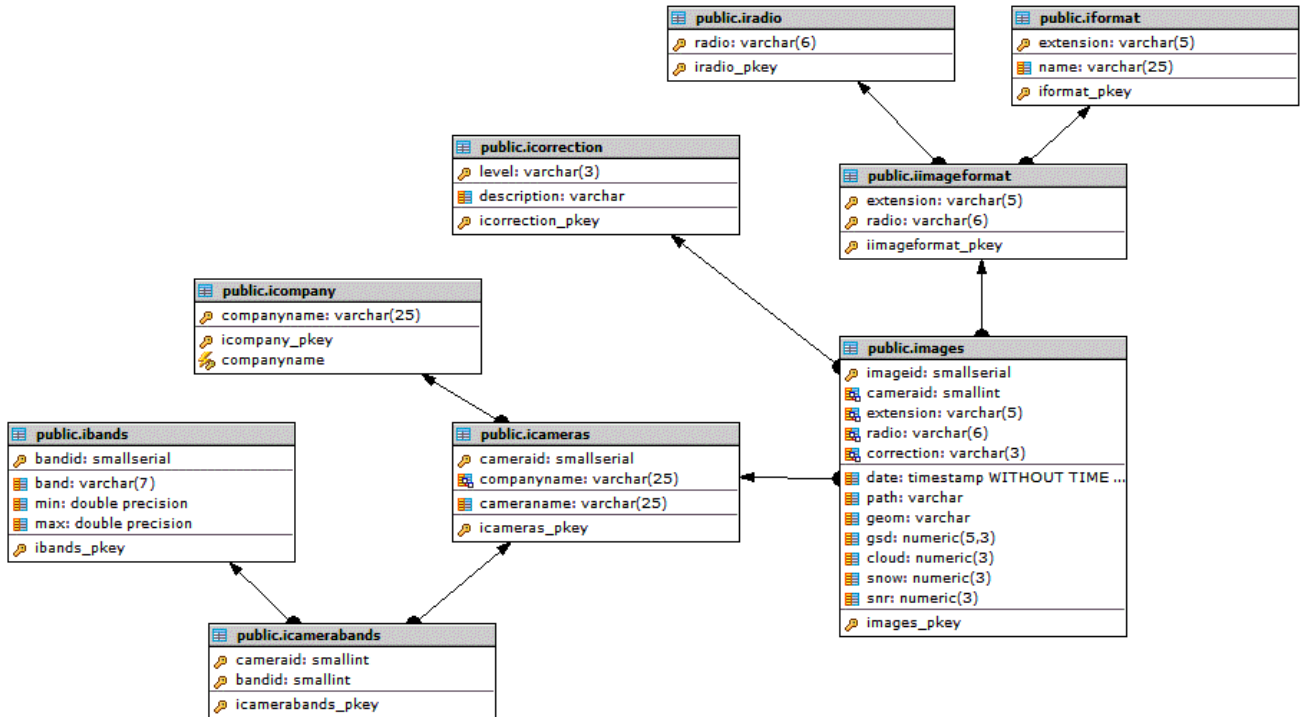 public.iradio
radio: varchar(6)
iradio_pkey
public.iformat
extension: varchar(5)
name: varchar(25)
iformat_pkey
public.icorrection
level: varchar(3)
description: varchar
icorrection_pkey
public.iimageformat
extension: varchar(5)
radio: varchar(6)
iimageformat_pkey
public.icompany
companyname: varchar(25)
icompany_pkey
companyname
public.images
imageid: smallserial
cameraid: smallint
extension: varchar(5)
radio: varchar(6)
correction: varchar(3)
date: timestamp WITHOUT TIME ...
path: varchar
geom: varchar
gsd: numeric(5,3)
cloud: numeric(3)
snow: numeric(3)
snr: numeric(3)
images_pkey
public.ibands
bandid: smallserial
band: varchar(7)
min: double precision
max: double precision
ibands_pkey
public.icameras
cameraid: smallserial
companyname: varchar(25)
cameraname: varchar(25)
icameras_pkey
public.icamerabands
cameraid: smallint
bandid: smallint
icamerabands_pkey